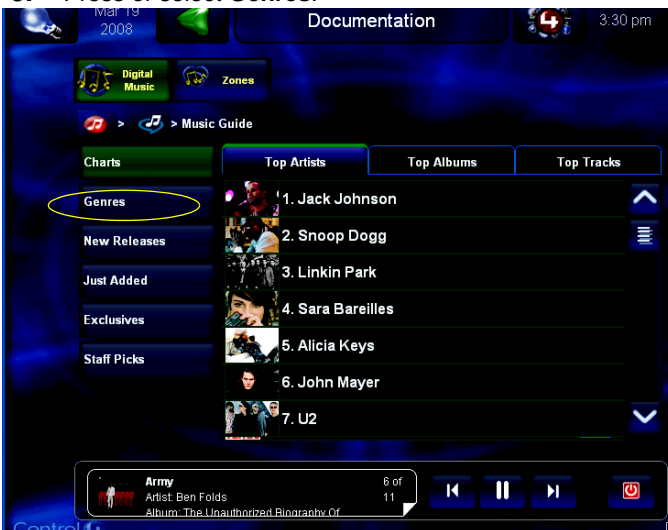 Mar 19
2008
Documentation
4
3:30 pm
Digital
Music
Zones
> > Music Guide
Charts
Top Artists
Top Albums
Top Tracks
Genres
1. Jack Johnson
New Releases
2. Snoop Dogg
Just Added
3. Linkin Park
Exclusives
4. Sara Bareilles
Staff Picks
5. Alicia Keys
6. John Mayer
7. U2
Army
6 of
11
Artist: Ben Folds
Album: The Unauthorized Biography Of
Control 4